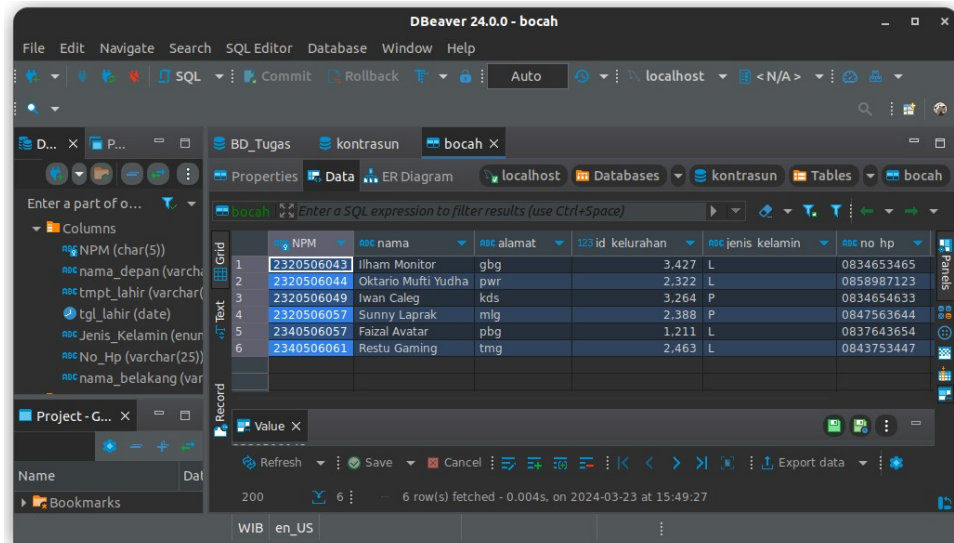 DBeaver 24.0.0 - bocah
File Edit Navigate Search SQL Editor Database Window Help
SQL Commit Rollback Auto localhost < N/A >
D... P... BD_Tugas kontrasun bocah
Properties Data ER Diagram localhost Databases kontrasun Tables bocah
Enter a part of o...
bocah Enter a SQL expression to filter results (use Ctrl+Space)
Columns
NPM (char(5))
nama_depan (varcha
tmpt_lahir (varchar(
tgl_lahir (date)
Jenis_Kelamin (enum
No_Hp (varchar(25))
nama_belakang (var
Grid
Text
Record
Panels
NPM nama alamat 123 id kelurahan jenis kelamin no hp
1 2320506043 Ilham Monitor gbg 3,427 L 0834653465
2 2320506044 Oktario Mufti Yudha pwr 2,322 L 0858987123
3 2320506049 Iwan Caleg kds 3,264 P 0834654633
4 2320506057 Sunny Laprak mlg 2,388 P 0847563644
5 2340506057 Faizal Avatar pbg 1,211 L 0837643654
6 2340506061 Restu Gaming tmg 2,463 L 0843753447
Project - G...
Name Dat
Bookmarks
Value
Refresh Save Cancel Export data
200 6 6 row(s) fetched - 0.004s, on 2024-03-23 at 15:49:27
WIB en_US